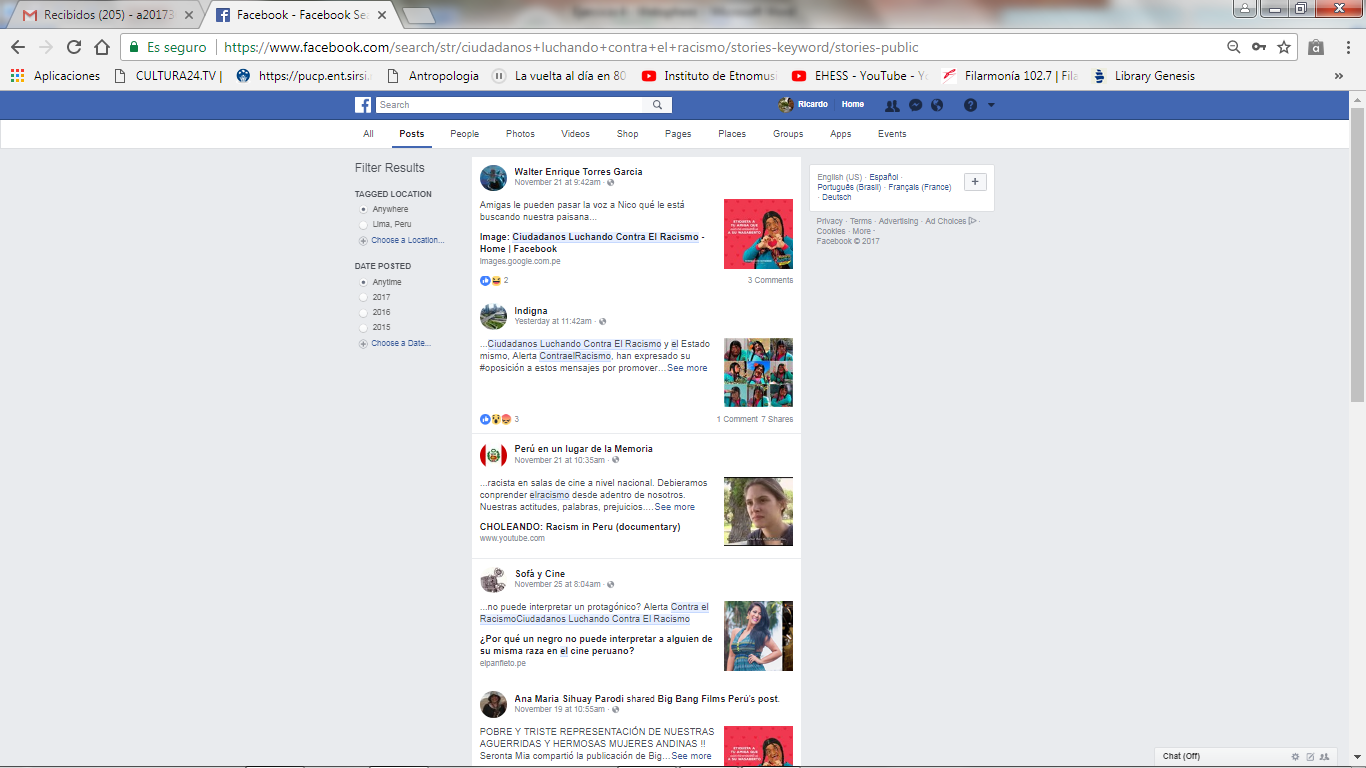 Recibidos (205) - a20173
Facebook - Facebook Sea
Es seguro
https://www.facebook.com/search/str/ciudadanos+luchando+contra+el+racismo/stories-keyword/stories-public
Aplicaciones
CULTURA24.TV |
https://pucp.ent.sirsi.
Antropologia
La vuelta al día en 80
Instituto de Etnomus
EHESS - YouTube - Yo
Filarmonía 102.7 | Fila
Library Genesis
»
Search
Ricardo
Home
All
Posts
People
Photos
Videos
Shop
Pages
Places
Groups
Apps
Events
Filter Results
TAGGED LOCATION
Anywhere
Lima, Peru
Choose a Location...
DATE POSTED
Anytime
2017
2016
2015
Choose a Date...
Walter Enrique Torres Garcia
November 21 at 9:42am ·
Amigas le pueden pasar la voz a Nico qué le está
buscando nuestra paisana...
Image: Ciudadanos Luchando Contra El Racismo -
Home | Facebook
images.google.com.pe
ETIQUETA A
TU AMIGA QUE
2
3 Comments
Indigna
Yesterday at 11:42am ·
...Ciudadanos Luchando Contra El Racismo y el Estado
mismo, Alerta ContraelRacismo, han expresado su
#oposición a estos mensajes por promover...See more
3
1 Comment 7 Shares
Perú en un lugar de la Memoria
November 21 at 10:35am ·
...racista en salas de cine a nivel nacional. Debieramos
conprender elracismo desde adentro de nosotros.
Nuestras actitudes, palabras, prejuicios....See more
CHOLEANDO: Racism in Peru (documentary)
www.youtube.com
Sofá y Cine
November 25 at 8:04am ·
...no puede interpretar un protagónico? Alerta Contra el
RacismoCiudadanos Luchando Contra El Racismo
¿Por qué un negro no puede interpretar a alguien de
su misma raza en el cine peruano?
elpanfleto.pe
Ana Maria Sihuay Parodi shared Big Bang Films Perú's post.
November 19 at 10:55am ·
POBRE Y TRISTE REPRESENTACIÓN DE NUESTRAS
AGUERRIDAS Y HERMOSAS MUJERES ANDINAS !!
Seronta Mia compartió la publicación de Big...See more
ETIQUETA A
TU AMIGA QUE
English (US) · Español ·
Português (Brasil) · Français (France)
· Deutsch
Privacy · Terms · Advertising · Ad Choices ·
Cookies · More ·
Facebook © 2017
Chat (Off)